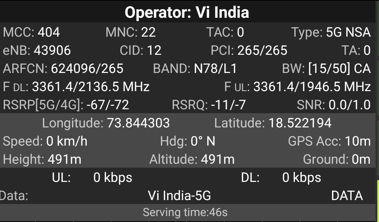 Operator: Vi India
MCC: 404 MNC: 22 TAC: 0 Type: 5G NSA
eNB: 43906 CID: 12 PCI: 265/265 TA: 0
ARFCN: 624096/265 BAND: N78/L1 BW: [15/50] CA
F DL: 3361.4/2136.5 MHz F UL: 3361.4/1946.5 MHz
RSRP[5G/4G]: -67/-72 RSRQ: -11/-7 SNR: 0.0/1.0
Longitude: 73.844303 Latitude: 18.522194
Speed: 0 km/h Hdg: 0° N GPS Acc: 10m
Height: 491m Altitude: 491m Ground: 0m
UL: 0 kbps DL: 0 kbps
Data: Vi India-5G DATA
Serving time:46s